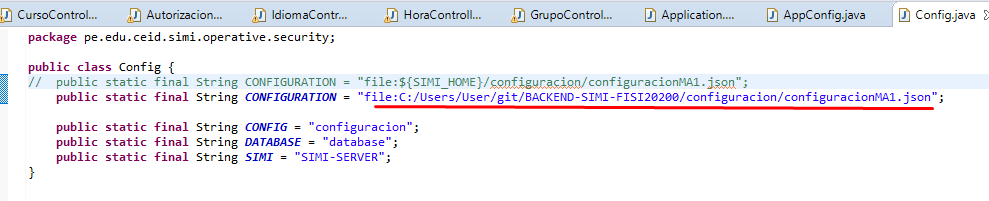 CursoControl... Autorizacion... IdiomaContr... HoraControll... GrupoControl... Application.... AppConfig.java Config.java
package pe.edu.ceid.simi.operative.security;
public class Config {
// public static final String CONFIGURATION = "file:${SIMI_HOME}/configuracion/configuracionMA1.json";
public static final String CONFIGURATION = "file:C:/Users/User/git/BACKEND-SIMI-FISI20200/configuracion/configuracionMA1.json";
public static final String CONFIG = "configuracion";
public static final String DATABASE = "database";
public static final String SIMI = "SIMI-SERVER";
}